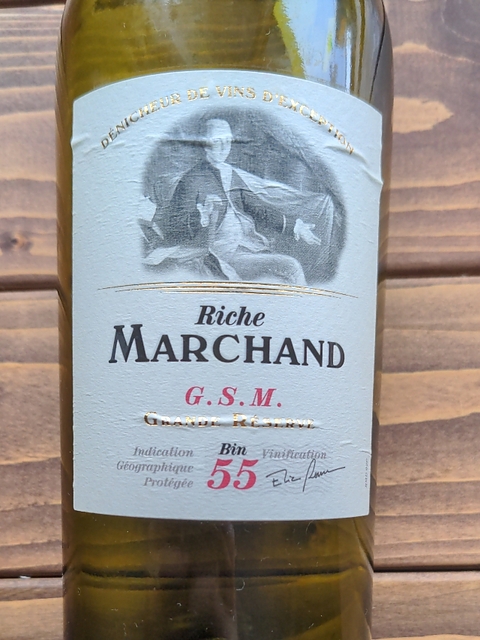 DÉNICHEUR DE VINS D'EXCEPTION
Riche
MARCHAND
G.S.M.
GRANDE RÉSERVE
Indication
Géographique
Protégée
Bin
55
Vinification